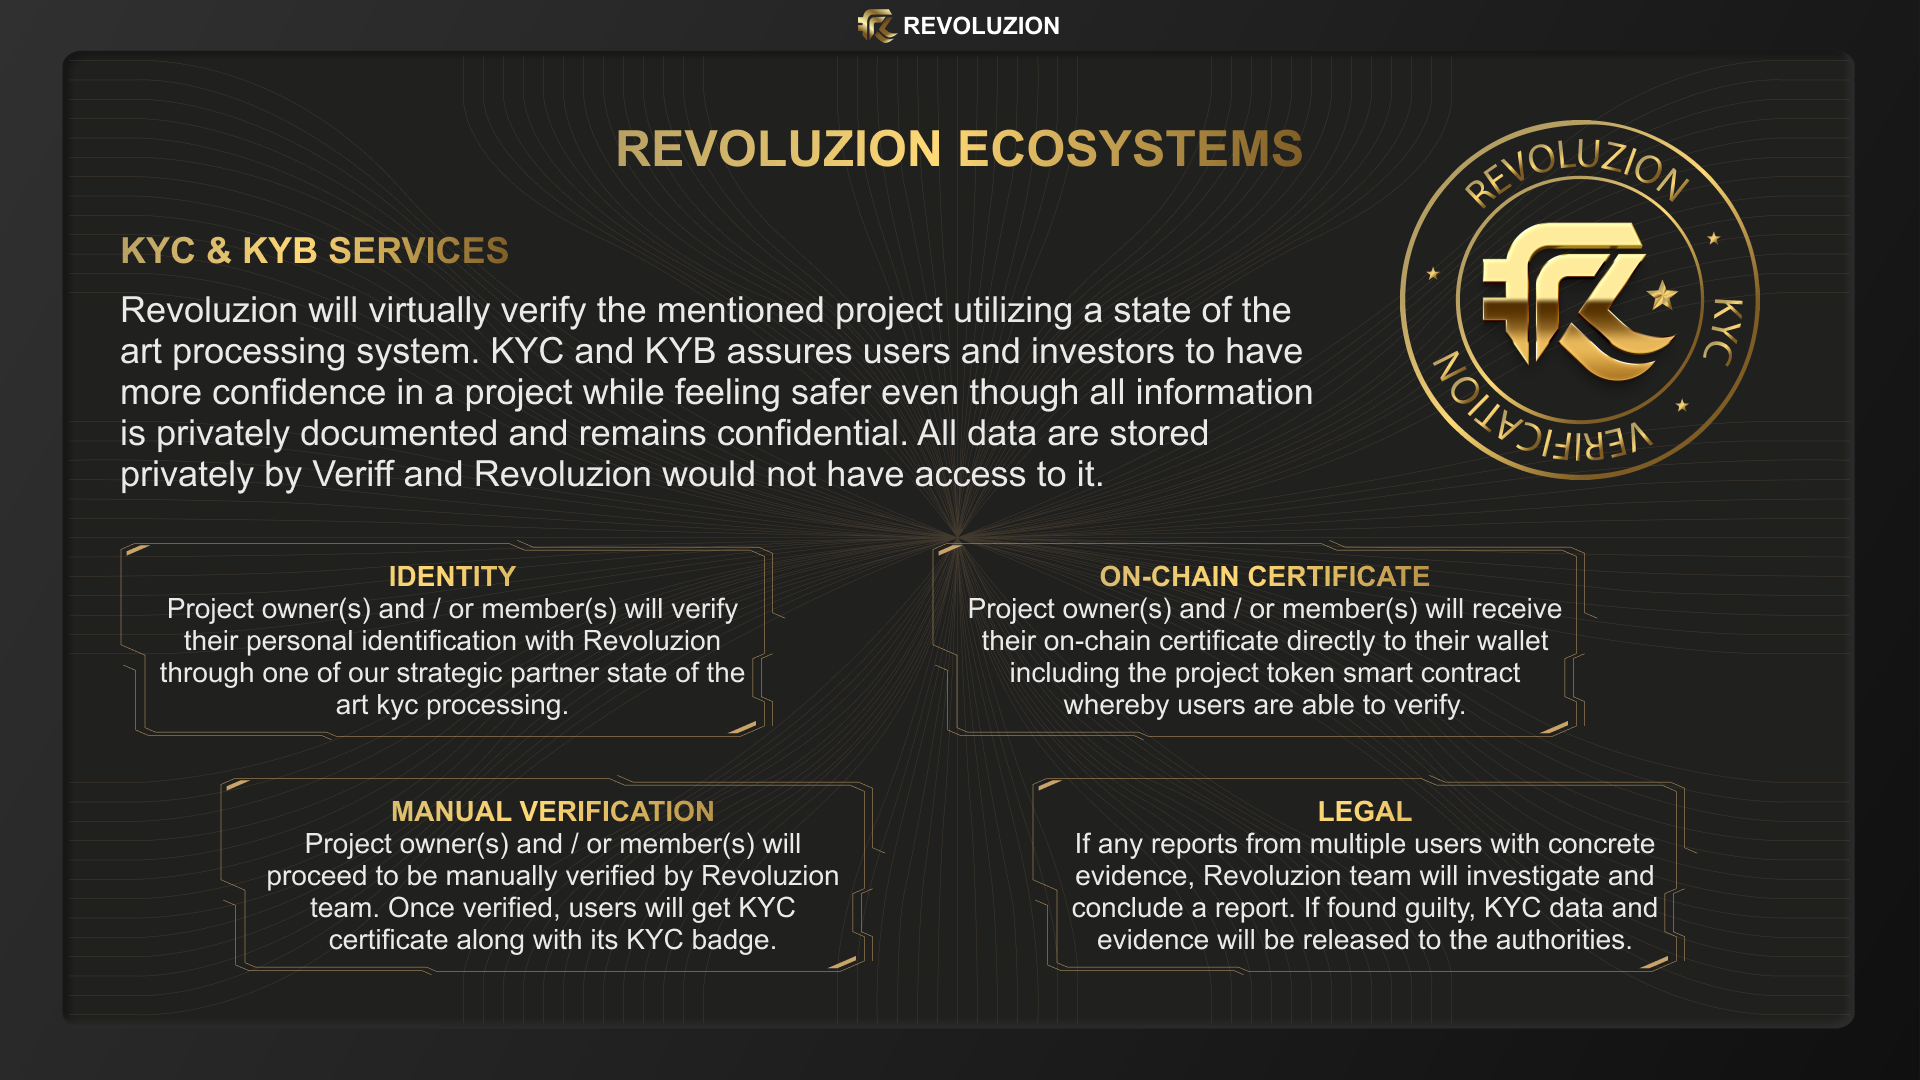 REVOLUZION
REVOLUZION ECOSYSTEMS
REVOLUZION
KYC
VERIFICATION
KYC & KYB SERVICES
Revoluzion will virtually verify the mentioned project utilizing a state of the
art processing system. KYC and KYB assures users and investors to have
more confidence in a project while feeling safer even though all information
is privately documented and remains confidential. All data are stored
privately by Veriff and Revoluzion would not have access to it.
IDENTITY
Project owner(s) and / or member(s) will verify
their personal identification with Revoluzion
through one of our strategic partner state of the
art kyc processing.
ON-CHAIN CERTIFICATE
Project owner(s) and / or member(s) will receive
their on-chain certificate directly to their wallet
including the project token smart contract
whereby users are able to verify.
MANUAL VERIFICATION
Project owner(s) and / or member(s) will
proceed to be manually verified by Revoluzion
team. Once verified, users will get KYC
certificate along with its KYC badge.
LEGAL
If any reports from multiple users with concrete
evidence, Revoluzion team will investigate and
conclude a report. If found guilty, KYC data and
evidence will be released to the authorities.